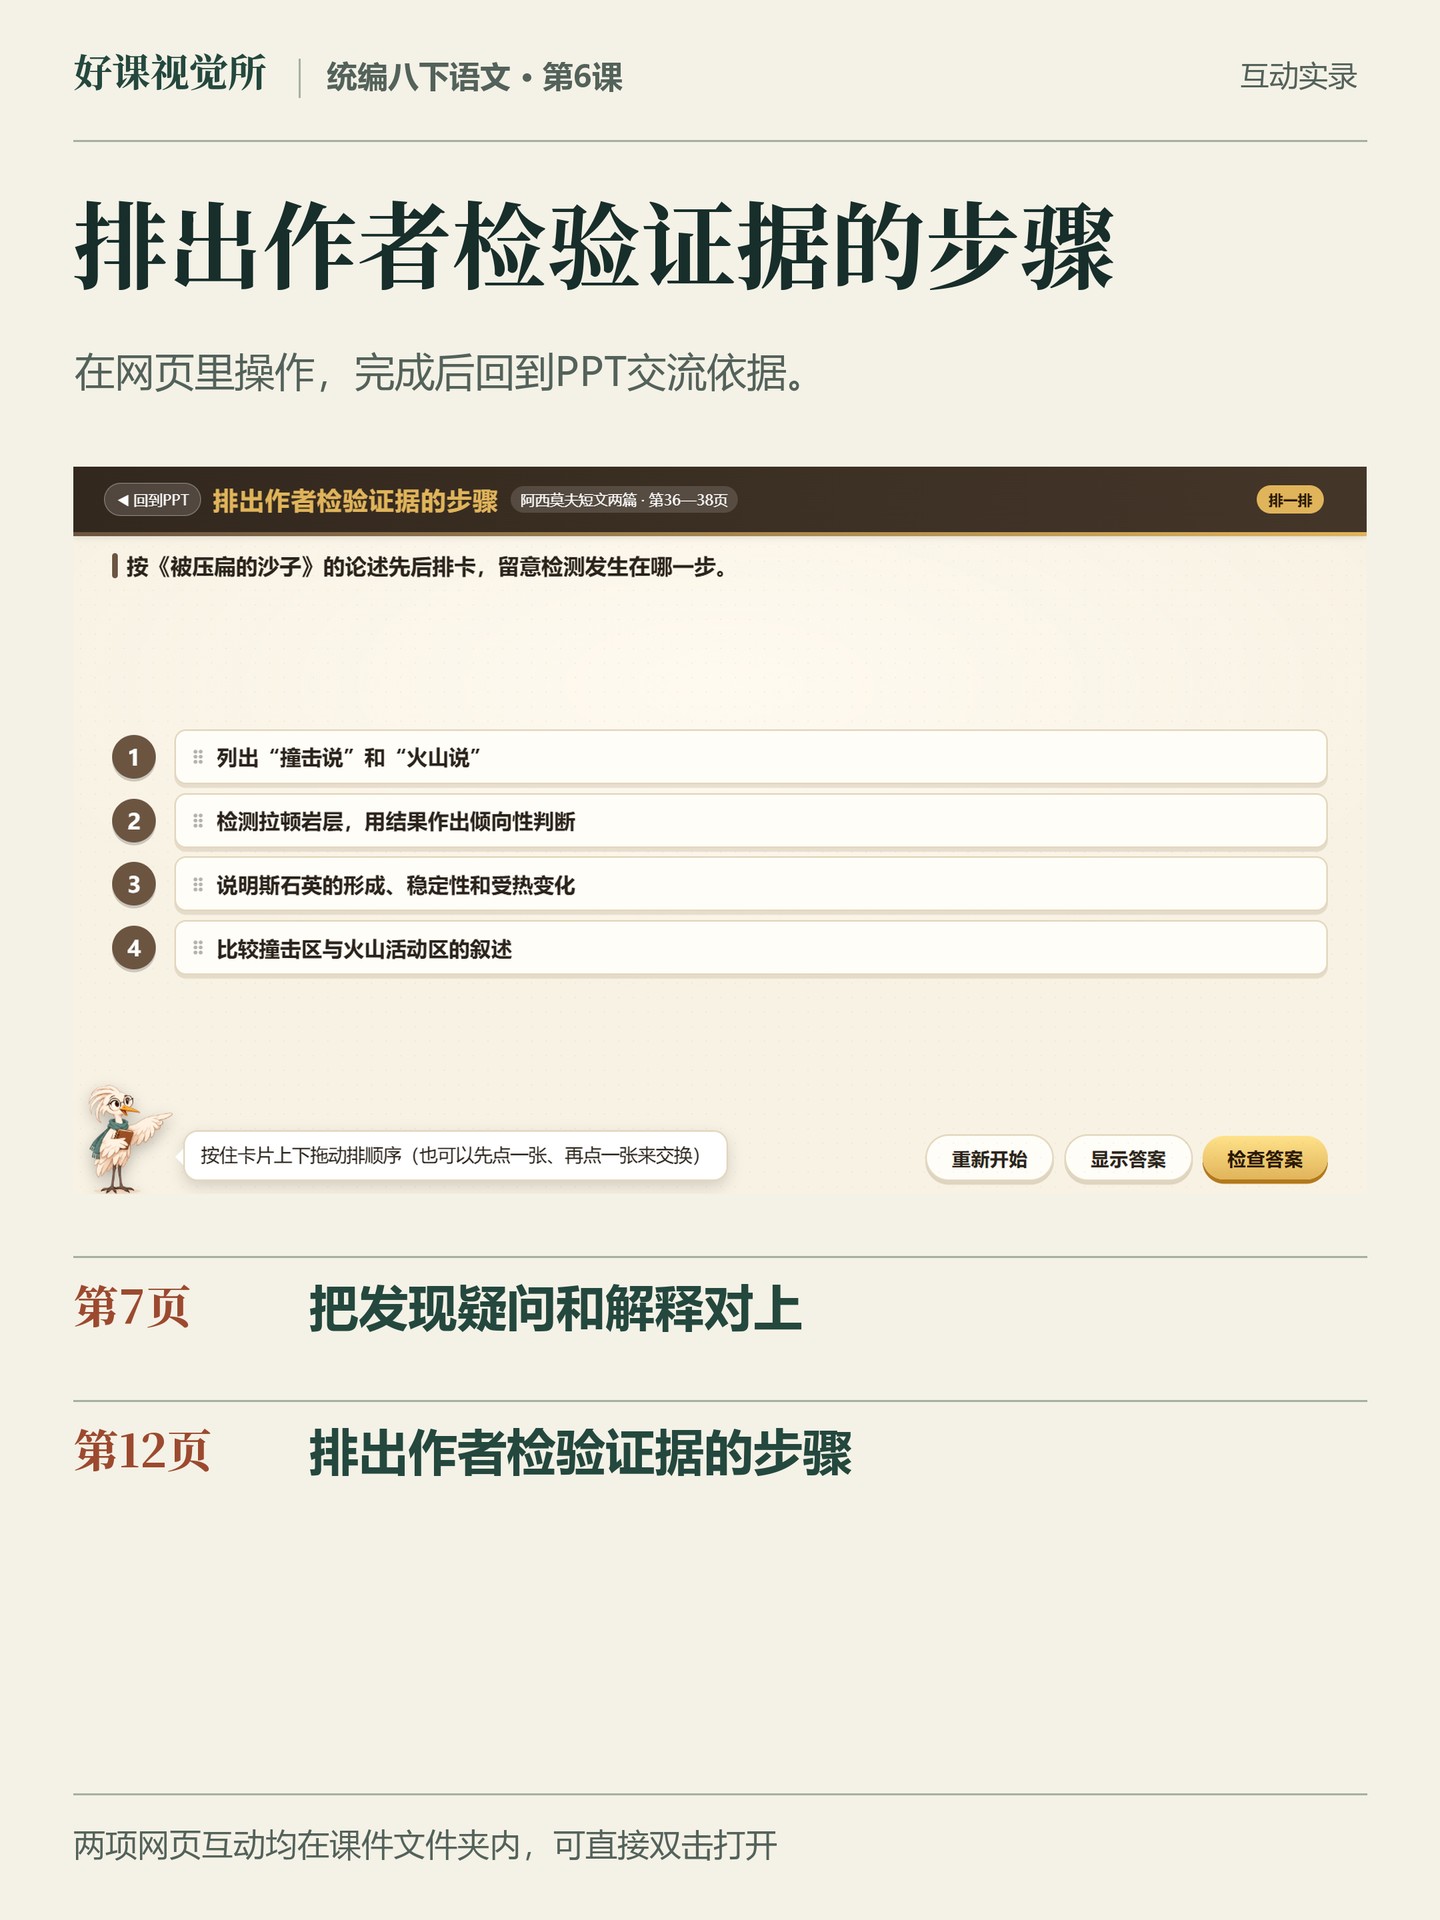 好课视觉所
统编八下语文·第6课
互动实录
排出作者检验证据的步骤
在网页里操作，完成后回到PPT交流依据。
◀ 回到PPT
排出作者检验证据的步骤
阿西莫夫短文两篇·第36—38页
排一排
按《被压扁的沙子》的论述先后排卡，留意检测发生在哪一步。
1 列出“撞击说”和“火山说”
2 检测拉顿岩层，用结果作出倾向性判断
3 说明斯石英的形成、稳定性和受热变化
4 比较撞击区与火山活动区的叙述
按住卡片上下拖动排顺序（也可以先点一张、再点一张来交换）
重新开始
显示答案
检查答案
第7页 把发现疑问和解释对上
第12页 排出作者检验证据的步骤
两项网页互动均在课件文件夹内，可直接双击打开